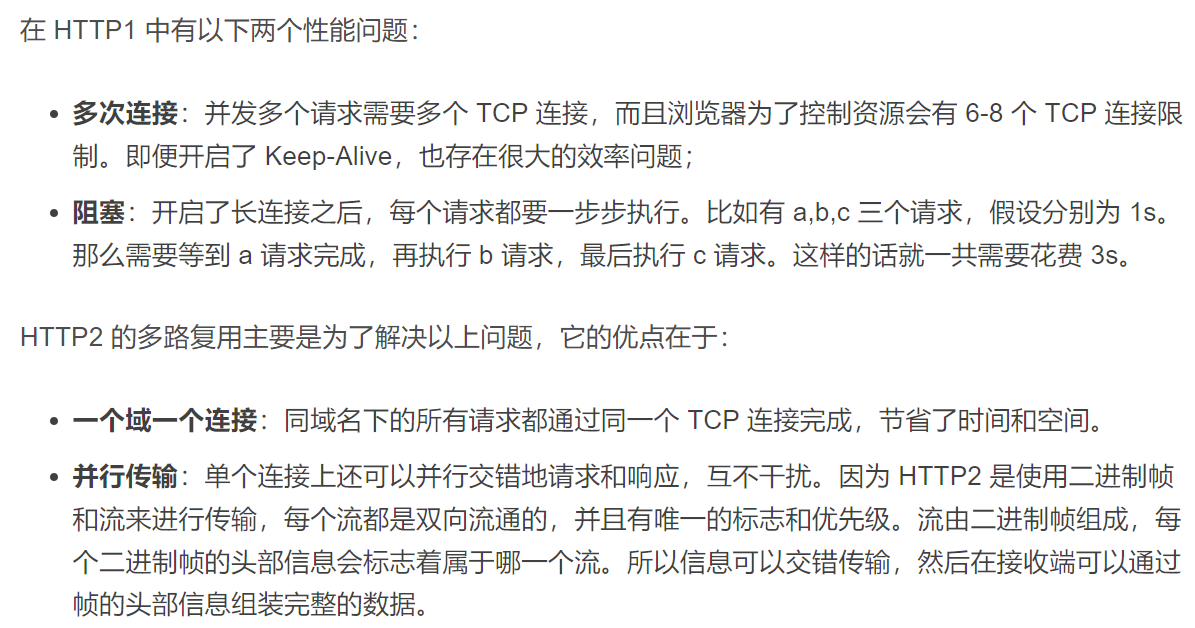 在 HTTP1 中有以下两个性能问题：
• 多次连接：并发多个请求需要多个 TCP 连接，而且浏览器为了控制资源会有 6-8 个 TCP 连接限
制。即便开启了 Keep-Alive，也存在很大的效率问题；
• 阻塞：开启了长连接之后，每个请求都要一步步执行。比如有 a,b,c 三个请求，假设分别为 1s。
那么需要等到 a 请求完成，再执行 b 请求，最后执行 c 请求。这样的话就一共需要花费 3s。
HTTP2 的多路复用主要是为了解决以上问题，它的优点在于：
• 一个域一个连接：同域名下的所有请求都通过同一个 TCP 连接完成，节省了时间和空间。
• 并行传输：单个连接上还可以并行交错地请求和响应，互不干扰。因为 HTTP2 是使用二进制帧
和流来进行传输，每个流都是双向流通的，并且有唯一的标志和优先级。流由二进制帧组成，每
个二进制帧的头部信息会标志着属于哪一个流。所以信息可以交错传输，然后在接收端可以通过
帧的头部信息组装完整的数据。